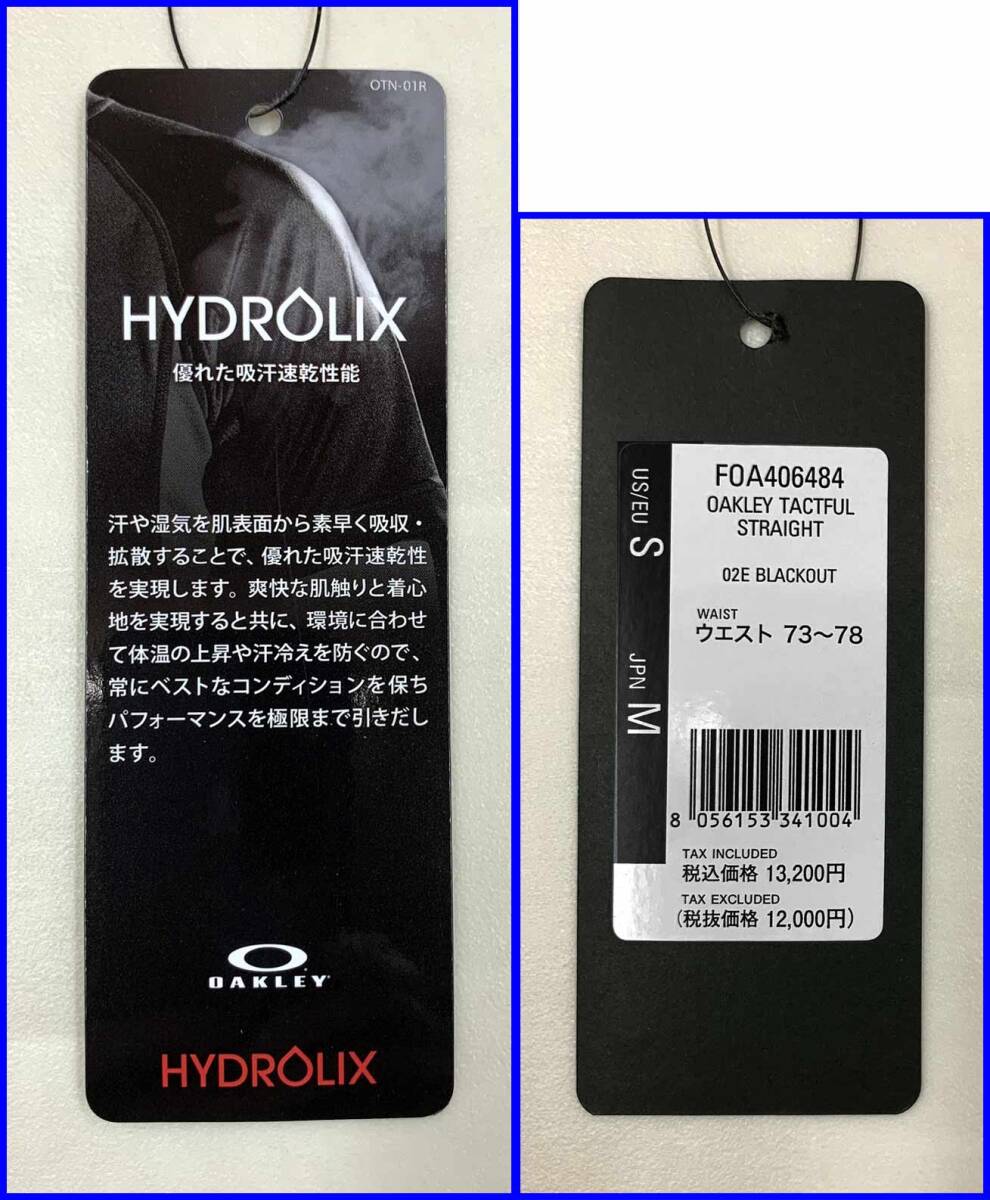 OTN-01R
HYDROLIX
優れた吸汗速乾性能
汗や湿気を肌表面から素早く吸収・
拡散することで、優れた吸汗速乾性
を実現します。爽快な肌触りと着心
地を実現すると共に、環境に合わせ
て体温の上昇や汗冷えを防ぐので、
常にベストなコンディションを保ち
パフォーマンスを極限まで引きだし
ます。
OAKLEY
HYDROLIX
US/EU S
JPN M
FOA406484
OAKLEY TACTFUL
STRAIGHT
02E BLACKOUT
WAIST
ウエスト 73～78
8 056153 341004
TAX INCLUDED
税込価格 13,200円
TAX EXCLUDED
(税抜価格 12,000円)